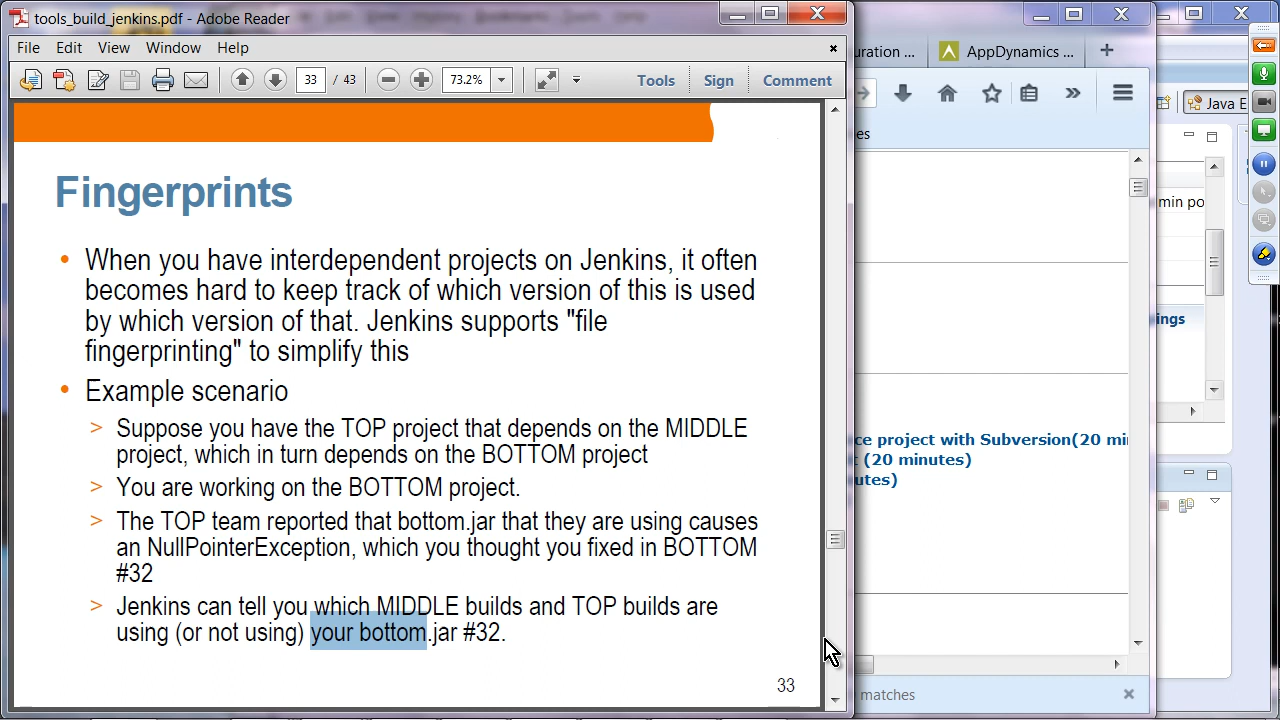 tools_build_jenkins.pdf - Adobe Reader
File Edit View Window Help
33 / 43 73.2% Tools Sign Comment
Fingerprints
• When you have interdependent projects on Jenkins, it often
becomes hard to keep track of which version of this is used
by which version of that. Jenkins supports "file
fingerprinting" to simplify this
• Example scenario
> Suppose you have the TOP project that depends on the MIDDLE
project, which in turn depends on the BOTTOM project
> You are working on the BOTTOM project.
> The TOP team reported that bottom.jar that they are using causes
an NullPointerException, which you thought you fixed in BOTTOM
#32
> Jenkins can tell you which MIDDLE builds and TOP builds are
using (or not using) your bottom.jar #32.
33
uration ... AppDynamics ...
es
ce project with Subversion(20 mi
t (20 minutes)
utes)
matches
Java E
min po
ings